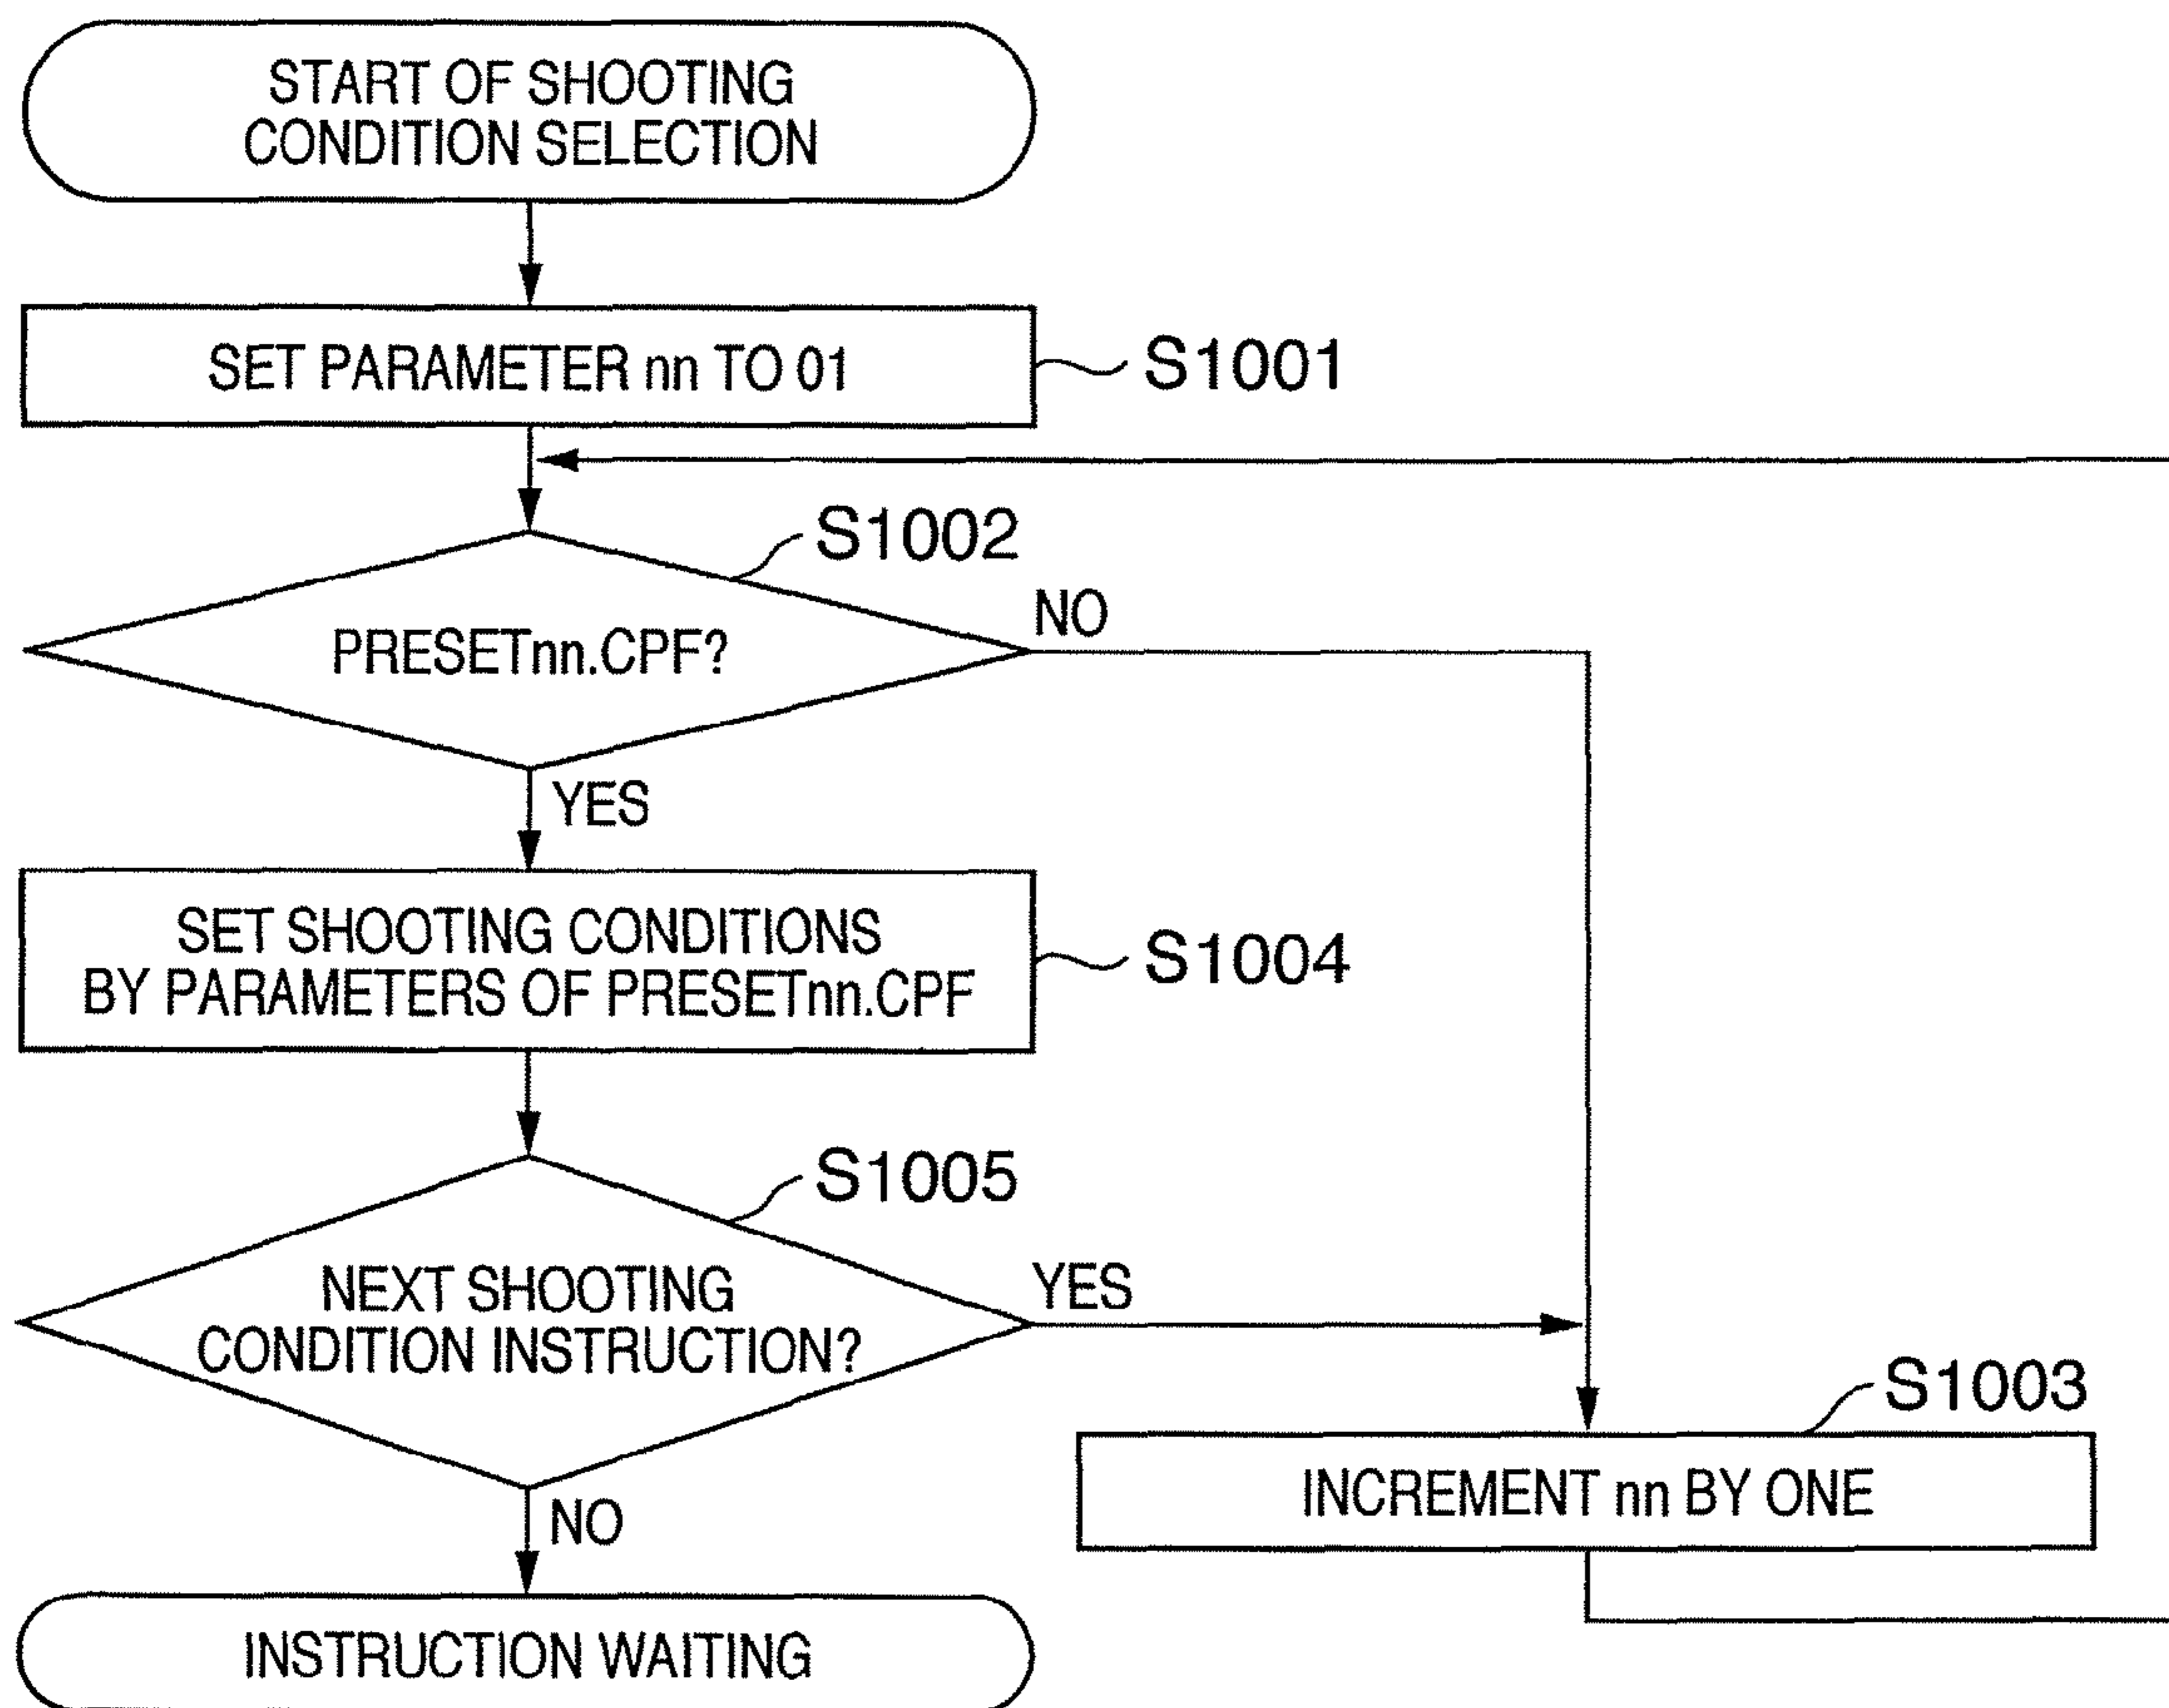 START OF SHOOTING
CONDITION SELECTION
SET PARAMETER nn TO 01
S1001
S1002
PRESETnn.CPF?
NO
YES
SET SHOOTING CONDITIONS
BY PARAMETERS OF PRESETnn.CPF
S1004
S1005
NEXT SHOOTING
CONDITION INSTRUCTION?
YES
S1003
INCREMENT nn BY ONE
NO
INSTRUCTION WAITING